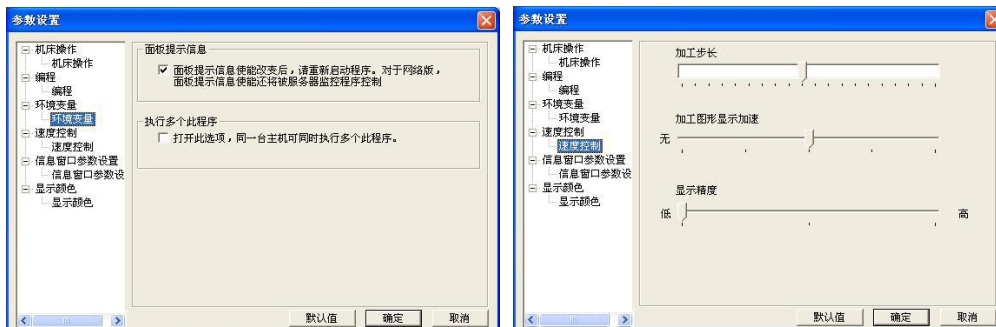 参数设置
机床操作
机床操作
编程
编程
环境变量
环境变量
速度控制
速度控制
信息窗口参数设置
信息窗口参数设
显示颜色
显示颜色
面板提示信息
面板提示信息使能改变后，请重新启动程序。对于网络版，
面板提示信息使能还将被服务器监控程序控制
执行多个此程序
打开此选项，同一台主机可同时执行多个此程序。
默认值 确定 取消
参数设置
机床操作
机床操作
编程
编程
环境变量
环境变量
速度控制
速度控制
信息窗口参数设置
信息窗口参数设
显示颜色
显示颜色
加工步长
加工图形显示加速
无
显示精度
低 高
默认值 确定 取消